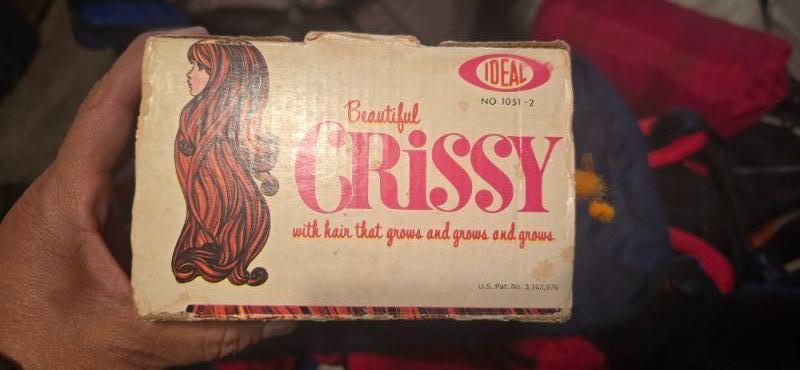 IDEAL
NO. 1051-2
Beautiful
CRiSSY
with hair that grows and grows and grows
U.S. Pat. No. 3,162,976